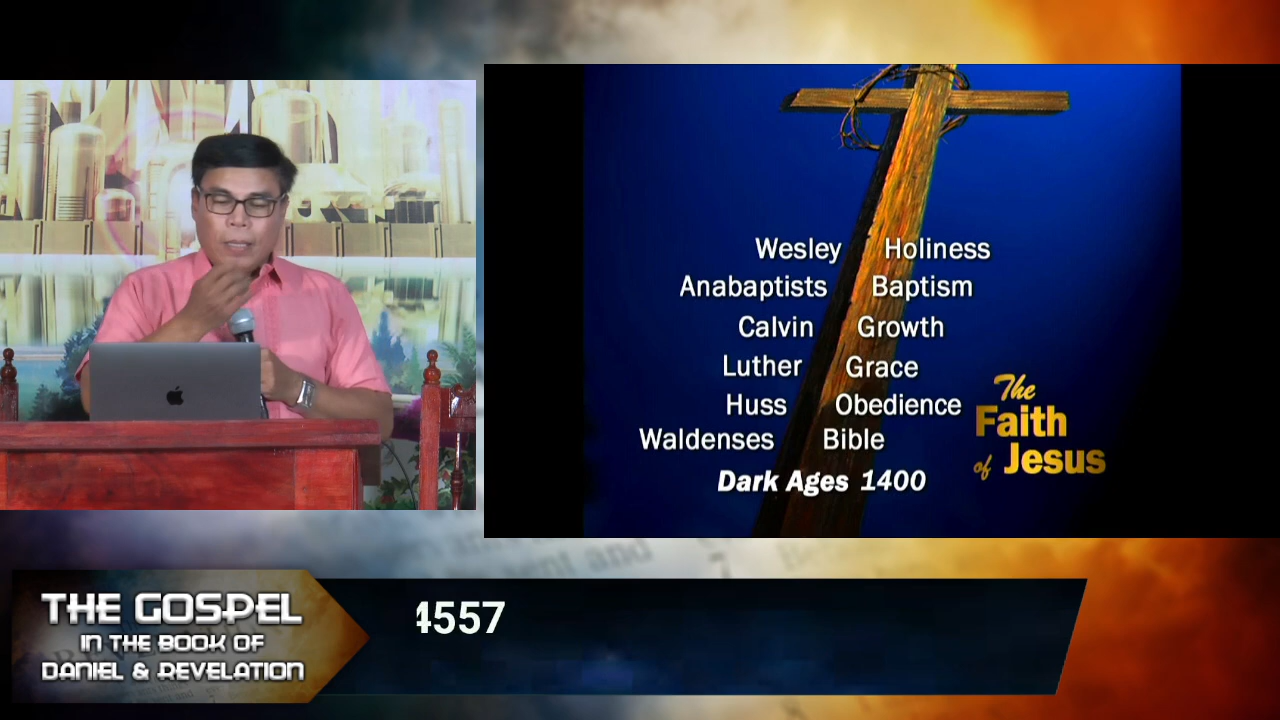 Wesley Holiness
Anabaptists Baptism
Calvin Growth
Luther Grace
Huss Obedience
Waldenses Bible
Dark Ages 1400
The
Faith
of Jesus
THE GOSPEL
IN THE BOOK OF
DANIEL & REVELATION
4557